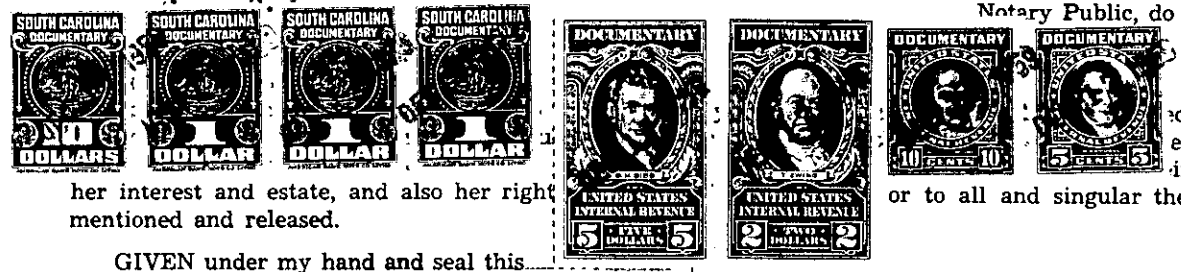 Notary Public, do
SOUTH CAROLINA
DOCUMENTARY
10
DOLLARS
SOUTH CAROLINA
DOCUMENTARY
1
DOLLAR
SOUTH CAROLINA
DOCUMENTARY
1
DOLLAR
SOUTH CAROLINA
DOCUMENTARY
1
DOLLAR
DOCUMENTARY
UNITED STATES
INTERNAL REVENUE
5 FIVE 5
DOLLARS
DOCUMENTARY
UNITED STATES
INTERNAL REVENUE
2 TWO 2
DOLLARS
DOCUMENTARY
10 CENTS 10
DOCUMENTARY
5 CENTS 5
her interest and estate, and also her right
or to all and singular the
mentioned and released.
GIVEN under my hand and seal this